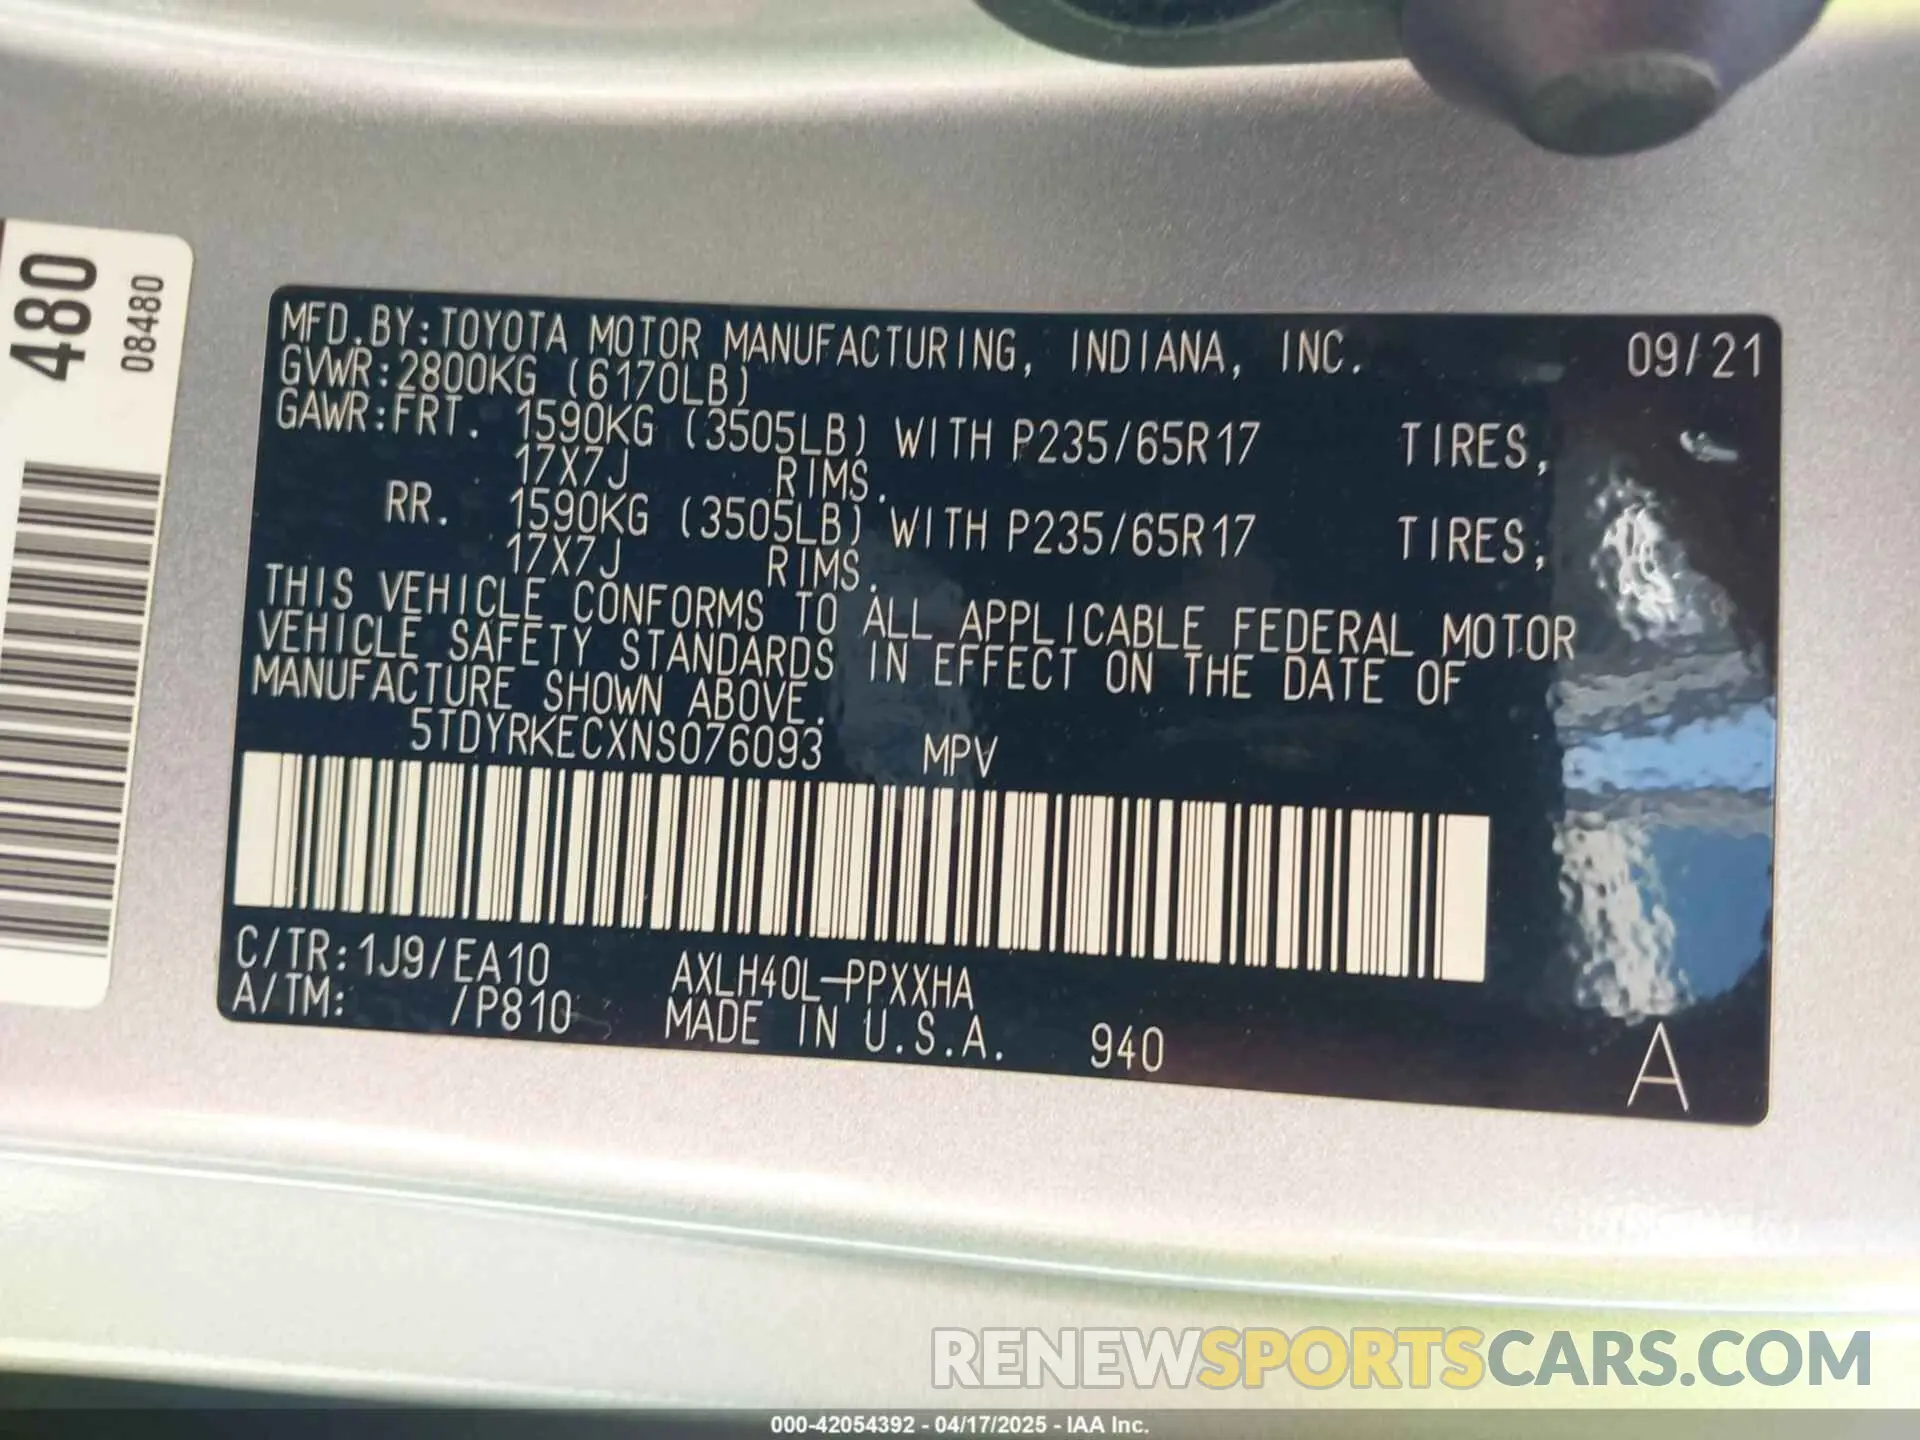 480
08480
MFD.BY:TOYOTA MOTOR MANUFACTURING, INDIANA, INC. 09/21
GVWR:2800KG (6170LB)
GAWR:FRT. 1590KG (3505LB) WITH P235/65R17 TIRES,
17X7J RIMS.
RR. 1590KG (3505LB) WITH P235/65R17 TIRES,
17X7J RIMS.
THIS VEHICLE CONFORMS TO ALL APPLICABLE FEDERAL MOTOR
VEHICLE SAFETY STANDARDS IN EFFECT ON THE DATE OF
MANUFACTURE SHOWN ABOVE.
5TDYRKECXNS076093 MPV
C/TR:1J9/EA10 AXLH40L-PPXXHA
A/TM: /P810 MADE IN U.S.A. 940 A
RENEWSPORTSCARS.COM
000-42054392 - 04/17/2025 - IAA Inc.